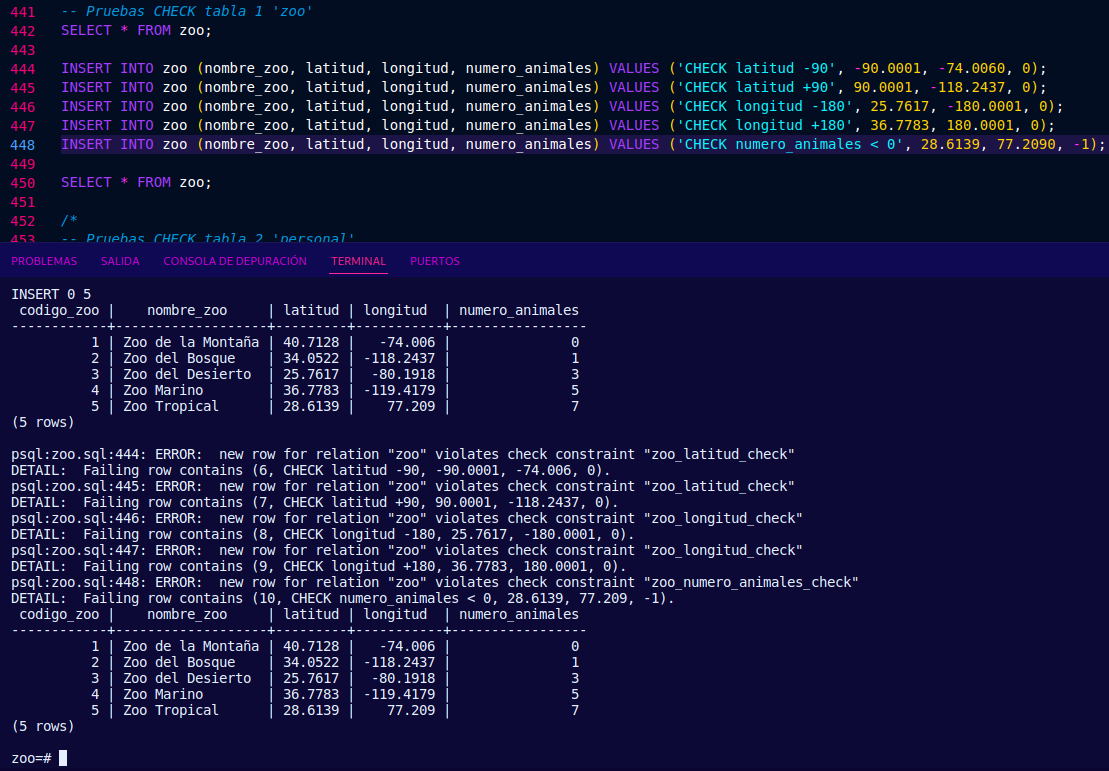 441 -- Pruebas CHECK tabla 1 'zoo'
442 SELECT * FROM zoo;
443
444 INSERT INTO zoo (nombre_zoo, latitud, longitud, numero_animales) VALUES ('CHECK latitud -90', -90.0001, -74.0060, 0);
445 INSERT INTO zoo (nombre_zoo, latitud, longitud, numero_animales) VALUES ('CHECK latitud +90', 90.0001, -118.2437, 0);
446 INSERT INTO zoo (nombre_zoo, latitud, longitud, numero_animales) VALUES ('CHECK longitud -180', 25.7617, -180.0001, 0);
447 INSERT INTO zoo (nombre_zoo, latitud, longitud, numero_animales) VALUES ('CHECK longitud +180', 36.7783, 180.0001, 0);
448 INSERT INTO zoo (nombre_zoo, latitud, longitud, numero_animales) VALUES ('CHECK numero_animales < 0', 28.6139, 77.2090, -1);
449
450 SELECT * FROM zoo;
451
452 /*
453 -- Pruebas CHECK tabla 2 'personal'
PROBLEMAS SALIDA CONSOLA DE DEPURACIÓN TERMINAL PUERTOS
INSERT 0 5
 codigo_zoo |    nombre_zoo     | latitud | longitud  | numero_animales
------------+-------------------+---------+-----------+-----------------
          1 | Zoo de la Montaña | 40.7128 |   -74.006 |               0
          2 | Zoo del Bosque    | 34.0522 | -118.2437 |               1
          3 | Zoo del Desierto  | 25.7617 |  -80.1918 |               3
          4 | Zoo Marino        | 36.7783 | -119.4179 |               5
          5 | Zoo Tropical      | 28.6139 |    77.209 |               7
(5 rows)
psql:zoo.sql:444: ERROR:  new row for relation "zoo" violates check constraint "zoo_latitud_check"
DETAIL:  Failing row contains (6, CHECK latitud -90, -90.0001, -74.006, 0).
psql:zoo.sql:445: ERROR:  new row for relation "zoo" violates check constraint "zoo_latitud_check"
DETAIL:  Failing row contains (7, CHECK latitud +90, 90.0001, -118.2437, 0).
psql:zoo.sql:446: ERROR:  new row for relation "zoo" violates check constraint "zoo_longitud_check"
DETAIL:  Failing row contains (8, CHECK longitud -180, 25.7617, -180.0001, 0).
psql:zoo.sql:447: ERROR:  new row for relation "zoo" violates check constraint "zoo_longitud_check"
DETAIL:  Failing row contains (9, CHECK longitud +180, 36.7783, 180.0001, 0).
psql:zoo.sql:448: ERROR:  new row for relation "zoo" violates check constraint "zoo_numero_animales_check"
DETAIL:  Failing row contains (10, CHECK numero_animales < 0, 28.6139, 77.209, -1).
 codigo_zoo |    nombre_zoo     | latitud | longitud  | numero_animales
------------+-------------------+---------+-----------+-----------------
          1 | Zoo de la Montaña | 40.7128 |   -74.006 |               0
          2 | Zoo del Bosque    | 34.0522 | -118.2437 |               1
          3 | Zoo del Desierto  | 25.7617 |  -80.1918 |               3
          4 | Zoo Marino        | 36.7783 | -119.4179 |               5
          5 | Zoo Tropical      | 28.6139 |    77.209 |               7
(5 rows)
zoo=#